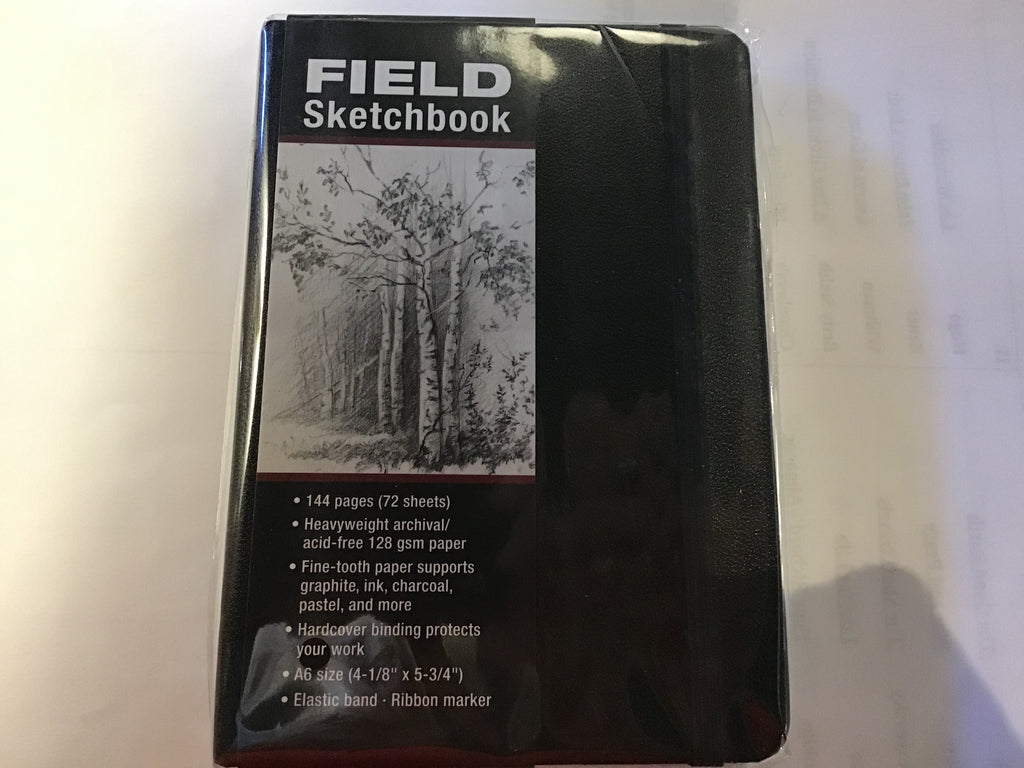 FIELD
Sketchbook
• 144 pages (72 sheets)
• Heavyweight archival/
acid-free 128 gsm paper
• Fine-tooth paper supports
graphite, ink, charcoal,
pastel, and more
• Hardcover binding protects
your work
• A6 size (4-1/8" x 5-3/4")
• Elastic band · Ribbon marker